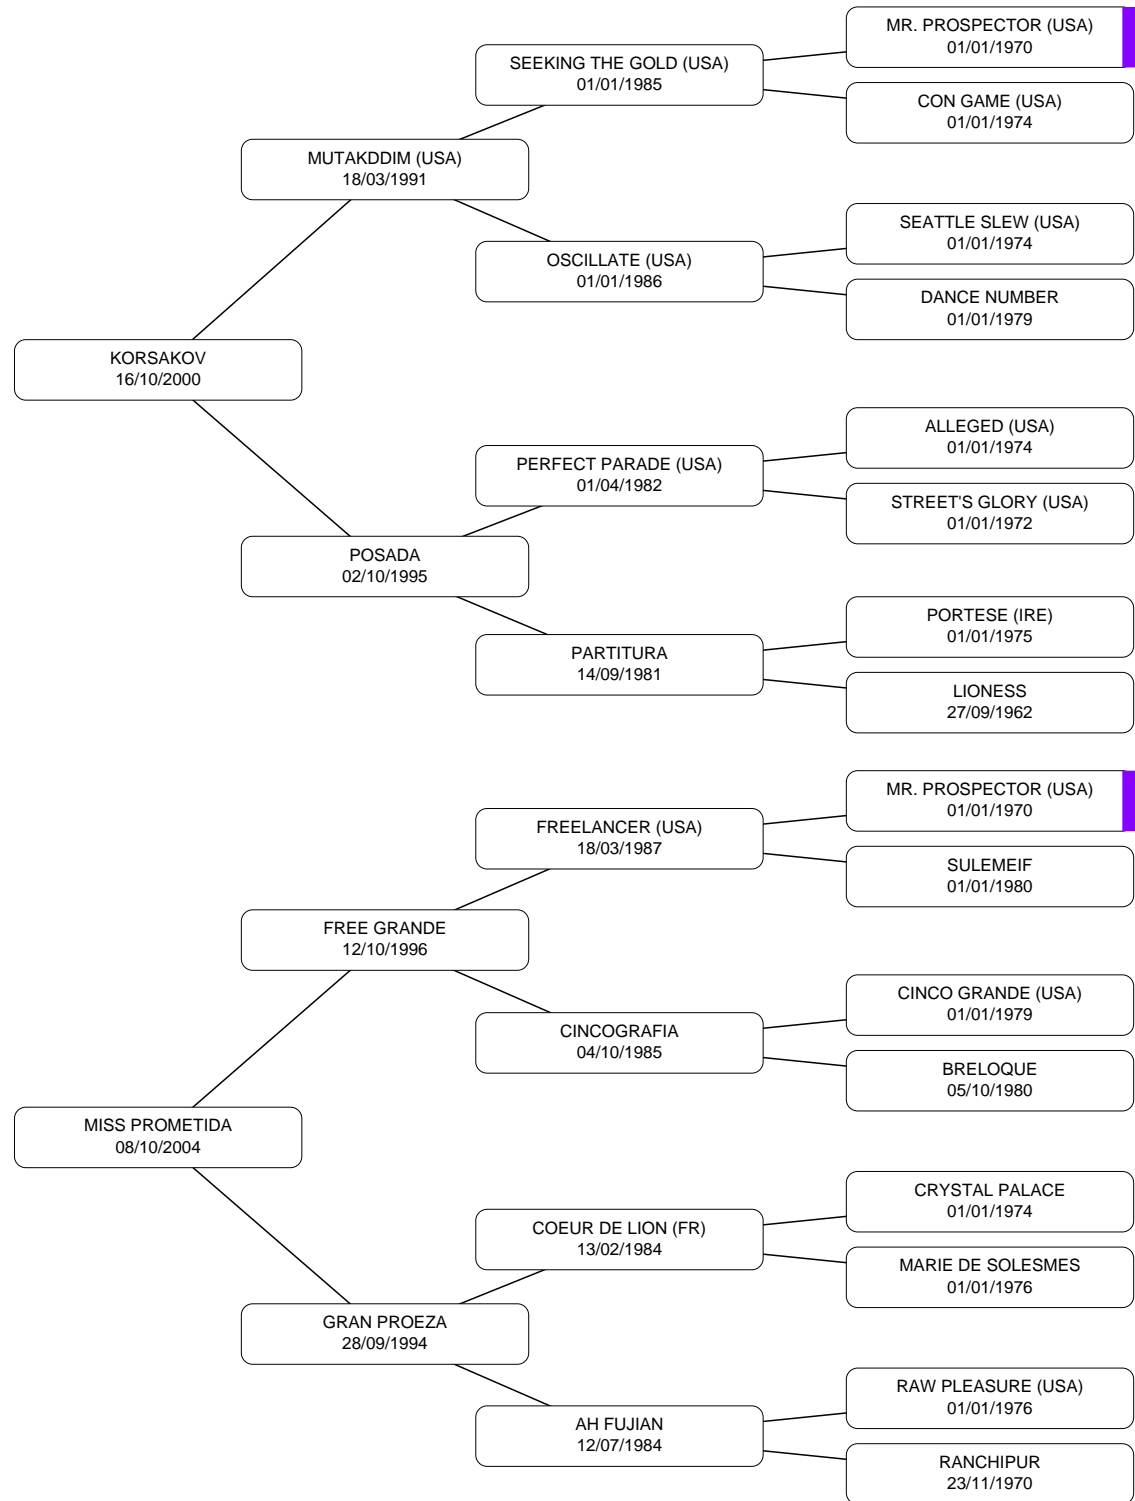 MR. PROSPECTOR (USA)
01/01/1970
SEEKING THE GOLD (USA)
01/01/1985
CON GAME (USA)
01/01/1974
MUTAKDDIM (USA)
18/03/1991
SEATTLE SLEW (USA)
01/01/1974
OSCILLATE (USA)
01/01/1986
DANCE NUMBER
01/01/1979
KORSAKOV
16/10/2000
ALLEGED (USA)
01/01/1974
PERFECT PARADE (USA)
01/04/1982
STREET'S GLORY (USA)
01/01/1972
POSADA
02/10/1995
PORTESE (IRE)
01/01/1975
PARTITURA
14/09/1981
LIONESS
27/09/1962
MR. PROSPECTOR (USA)
01/01/1970
FREELANCER (USA)
18/03/1987
SULEMEIF
01/01/1980
FREE GRANDE
12/10/1996
CINCO GRANDE (USA)
01/01/1979
CINCOGRAFIA
04/10/1985
BRELOQUE
05/10/1980
MISS PROMETIDA
08/10/2004
CRYSTAL PALACE
01/01/1974
COEUR DE LION (FR)
13/02/1984
MARIE DE SOLESMES
01/01/1976
GRAN PROEZA
28/09/1994
RAW PLEASURE (USA)
01/01/1976
AH FUJIAN
12/07/1984
RANCHIPUR
23/11/1970